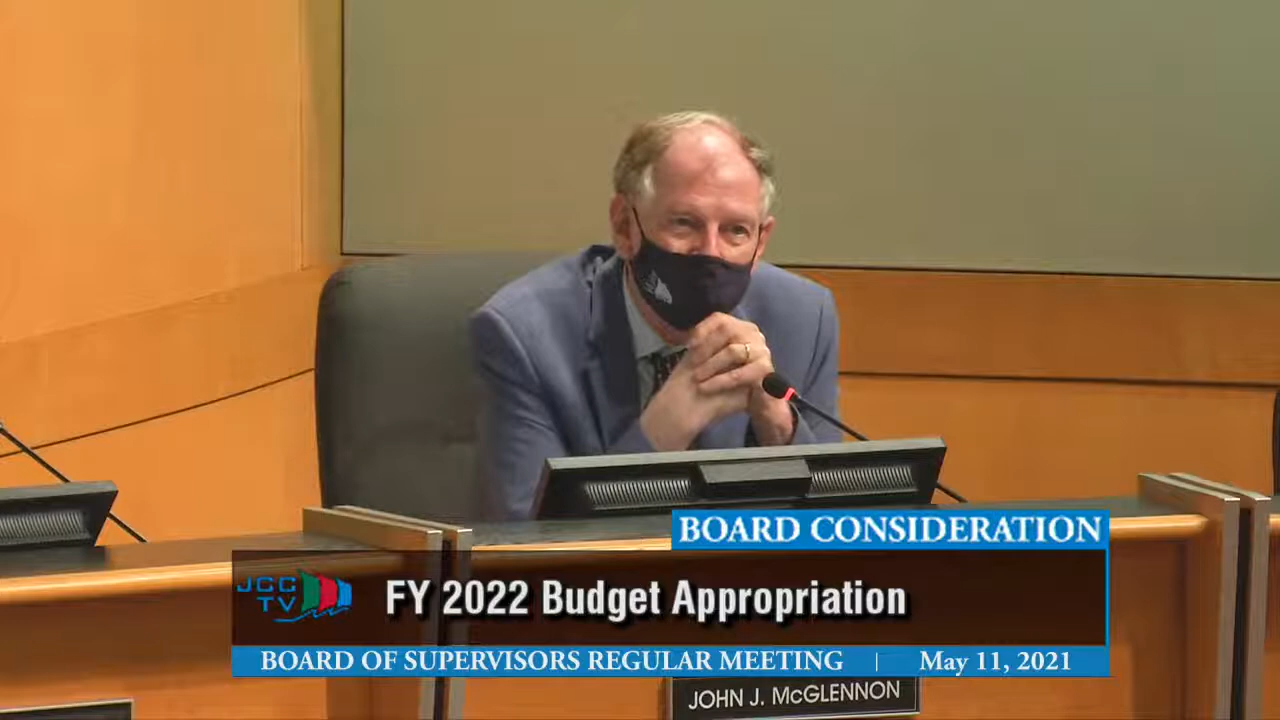 BOARD CONSIDERATION
JCC
TV
FY 2022 Budget Appropriation
BOARD OF SUPERVISORS REGULAR MEETING | May 11, 2021
JOHN J. McGLENNON